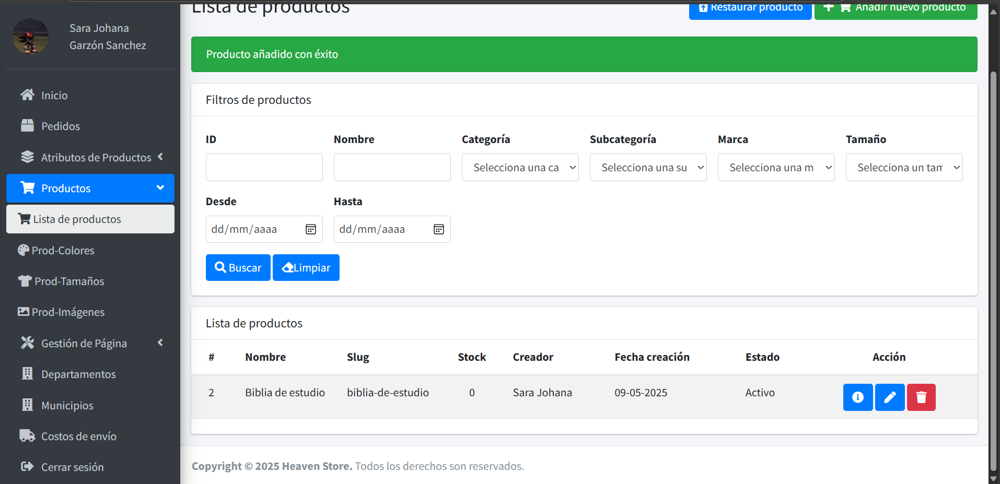 Sara Johana
Garzón Sanchez
Inicio
Pedidos
Atributos de Productos
Productos
Lista de productos
Prod-Colores
Prod-Tamaños
Prod-Imágenes
Gestión de Página
Departamentos
Municipios
Costos de envío
Cerrar sesión
Lista de productos
Restaurar producto
Añadir nuevo producto
Producto añadido con éxito
Filtros de productos
ID Nombre Categoría Subcategoría Marca Tamaño
Selecciona una ca Selecciona una su Selecciona una m Selecciona un tam
Desde Hasta
dd/mm/aaaa dd/mm/aaaa
Buscar Limpiar
Lista de productos
# Nombre Slug Stock Creador Fecha creación Estado Acción
2 Biblia de estudio biblia-de-estudio 0 Sara Johana 09-05-2025 Activo
Copyright © 2025 Heaven Store. Todos los derechos son reservados.